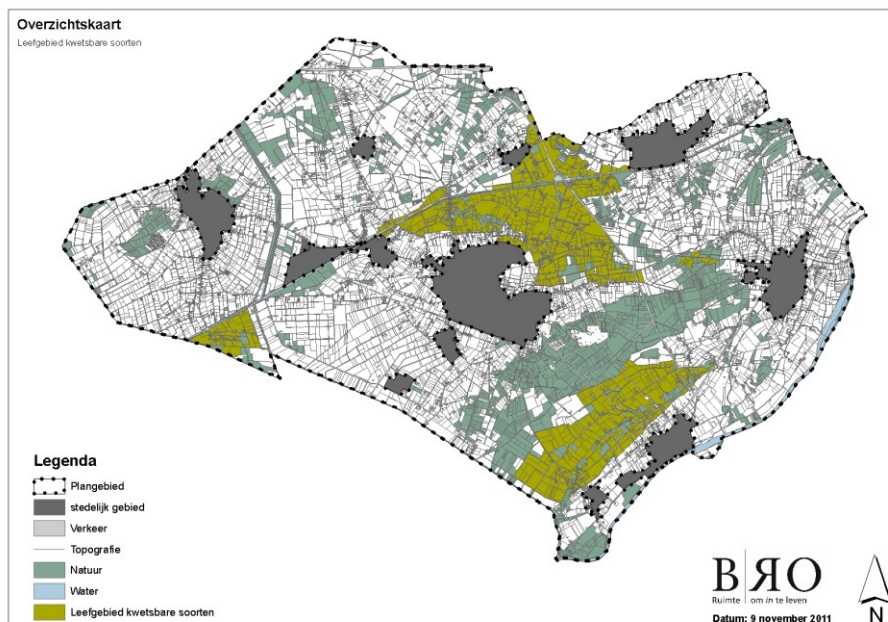 Overzichtskaart
Leefgebied kwetsbare soorten
Legenda
Plangebied
stedelijk gebied
Verkeer
Topografie
Natuur
Water
Leefgebied kwetsbare soorten
BRO
Ruimte om in te leven
Datum: 9 november 2011
N